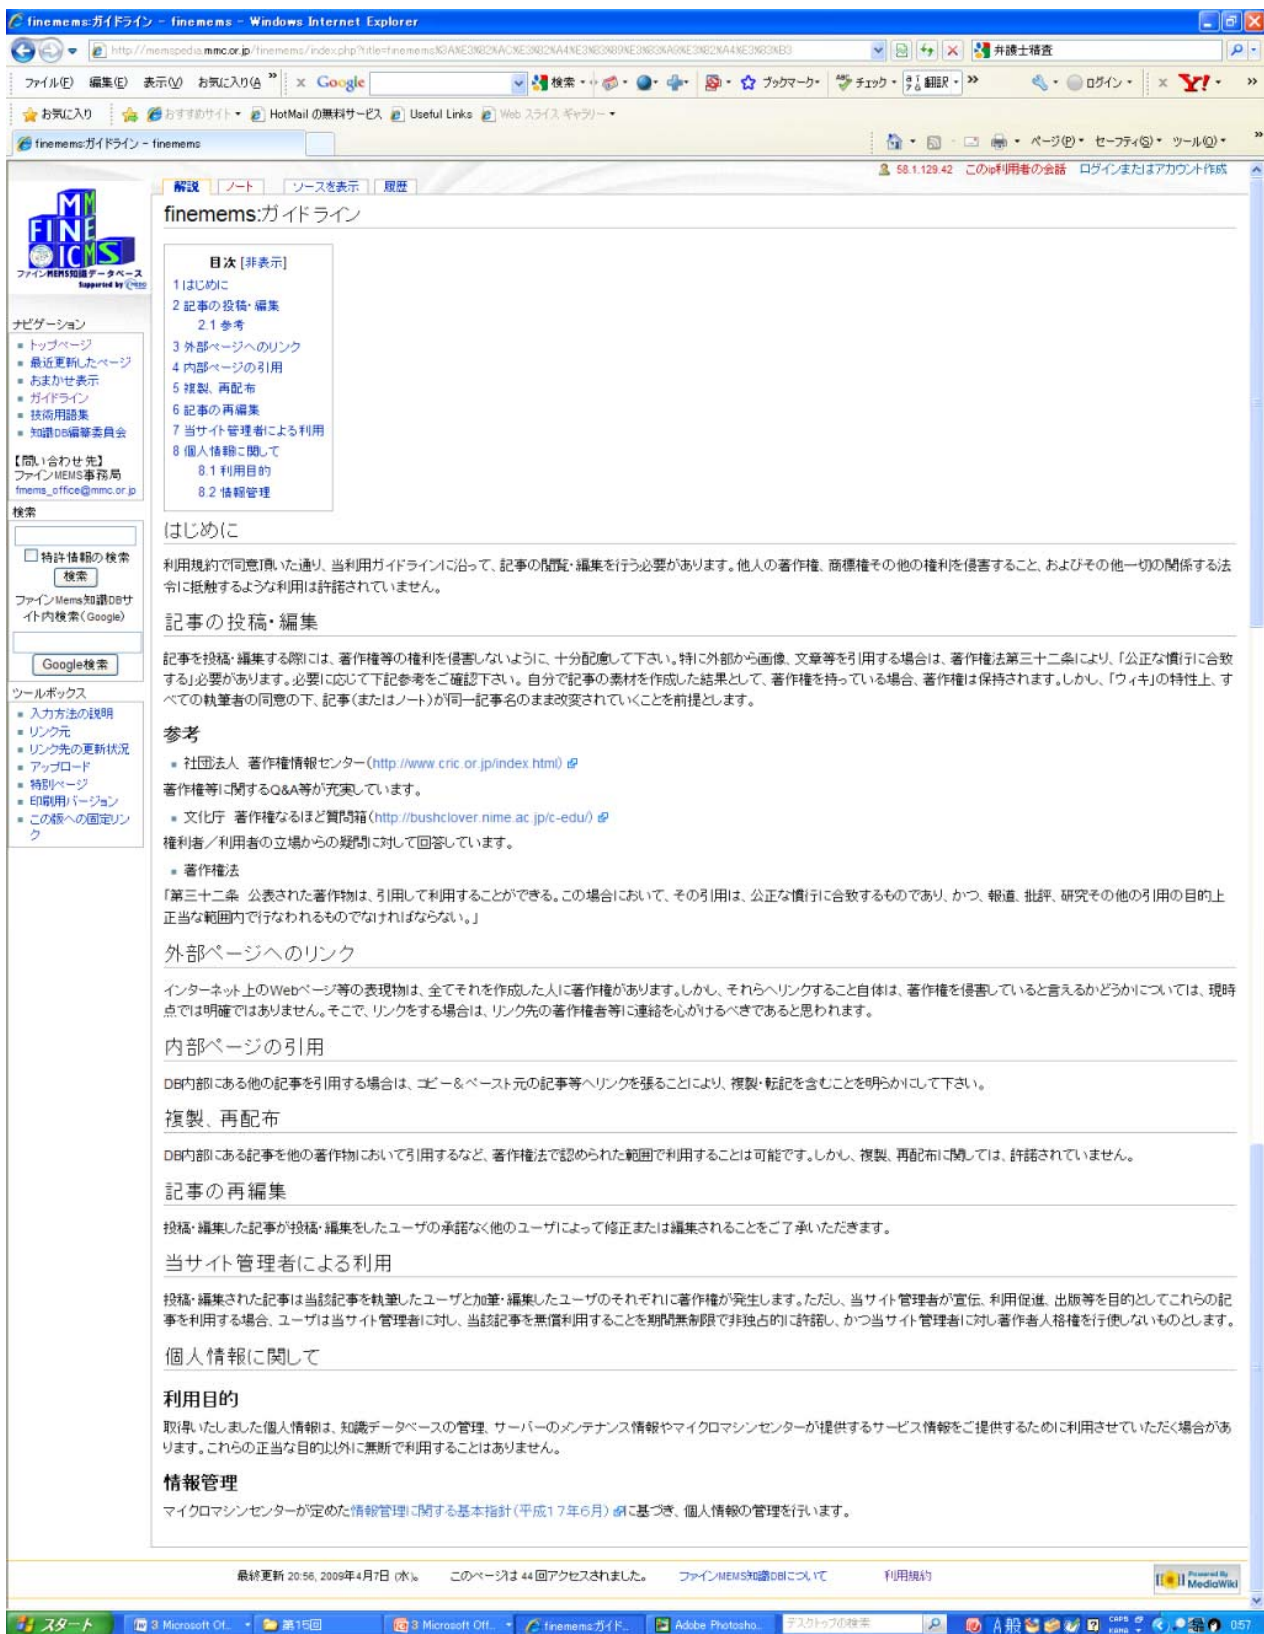 finemems:ガイドライン - finemems - Windows Internet Explorer
弁護士稽査
ファイル(F) 編集(E) 表示(V) お気に入り(A) » x Google 検索 ブックマーク チェック 翻訳 » ログイン x Y! »
お気に入り おすすめサイト HotMail の無料サービス Useful Links Web スライス ギャラリー
finemems:ガイドライン - finemems ページ(P) セーフティ(S) ツール(O) »
58.1.129.42 このip利用者の会話 ログインまたはアカウント作成
解説 ノート ソースを表示 履歴
MM
FINE
MEMS
IC
ファインMEMS知識データベース
Supported by
ナビゲーション
トップページ
最近更新したページ
おまかせ表示
ガイドライン
技術用語集
知識DB編纂委員会
【問い合わせ先】
ファインMEMS事務局
fmems_office@mmc.or.jp
検索
特許情報の検索
検索
ファインMems知識DBサ
イト内検索(Google)
Google検索
ツールボックス
入力方法の説明
リンク元
リンク先の更新状況
アップロード
特別ページ
印刷用バージョン
この版への固定リン
ク
finemems:ガイドライン
目次 [非表示]
1 はじめに
2 記事の投稿・編集
2.1 参考
3 外部ページへのリンク
4 内部ページの引用
5 複製、再配布
6 記事の再編集
7 当サイト管理者による利用
8 個人情報に関して
8.1 利用目的
8.2 情報管理
はじめに
利用規約で同意頂いた通り、当利用ガイドラインに沿って、記事の閲覧・編集を行う必要があります。他人の著作権、商標権その他の権利を侵害すること、およびその他一切の関係する法
令に抵触するような利用は許諾されていません。
記事の投稿・編集
記事を投稿・編集する際には、著作権等の権利を侵害しないように、十分配慮して下さい。特に外部から画像、文章等を引用する場合は、著作権法第三十二条により、「公正な慣行に合致
する」必要があります。必要に応じて下記参考をご確認下さい。 自分で記事の素材を作成した結果として、著作権を持っている場合、著作権は保持されます。しかし、「ウィキ」の特性上、す
べての執筆者の同意の下、記事(またはノート)が同一記事名のまま改変されていくことを前提とします。
参考
社団法人 著作権情報センター(http://www.cric.or.jp/index.html)
著作権等に関するQ&A等が充実しています。
文化庁 著作権なるほど質問箱(http://bushclover.nime.ac.jp/c-edu/)
権利者／利用者の立場からの疑問に対して回答しています。
著作権法
「第三十二条 公表された著作物は、引用して利用することができる。この場合において、その引用は、公正な慣行に合致するものであり、かつ、報道、批評、研究その他の引用の目的上
正当な範囲内で行なわれるものでなければならない。」
外部ページへのリンク
インターネット上のWebページ等の表現物は、全てそれを作成した人に著作権があります。しかし、それらへリンクすること自体は、著作権を侵害していると言えるかどうかについては、現時
点では明確ではありません。そこで、リンクをする場合は、リンク先の著作権者等に連絡を心がけるべきであると思われます。
内部ページの引用
DB内部にある他の記事を引用する場合は、コピー＆ペースト元の記事等へリンクを張ることにより、複製・転記を含むことを明らかにして下さい。
複製、再配布
DB内部にある記事を他の著作物において引用するなど、著作権法で認められた範囲で利用することは可能です。しかし、複製、再配布に関しては、許諾されていません。
記事の再編集
投稿・編集した記事が投稿・編集をしたユーザの承諾なく他のユーザによって修正または編集されることをご了承いただきます。
当サイト管理者による利用
投稿・編集された記事は当該記事を執筆したユーザと加筆・編集したユーザのそれぞれに著作権が発生します。ただし、当サイト管理者が宣伝、利用促進、出版等を目的としてこれらの記
事を利用する場合、ユーザは当サイト管理者に対し、当該記事を無償利用することを期間無制限で非独占的に許諾し、かつ当サイト管理者に対し著作者人格権を行使しないものとします。
個人情報に関して
利用目的
取得いたしました個人情報は、知識データベースの管理、サーバーのメンテナンス情報やマイクロマシンセンターが提供するサービス情報をご提供するために利用させていただく場合があ
ります。これらの正当な目的以外に無断で利用することはありません。
情報管理
マイクロマシンセンターが定めた情報管理に関する基本指針(平成17年6月)に基づき、個人情報の管理を行います。
最終更新 20:56, 2009年4月7日 (水)。 このページは 44 回アクセスされました。 ファインMEMS知識DBについて 利用規約
Powered By MediaWiki
スタート 3 Microsoft Of... 第15回 3 Microsoft Off... finemems:ガイド... Adobe Photosho... デスクトップの検索 A 般 CAPS KANA 0:57